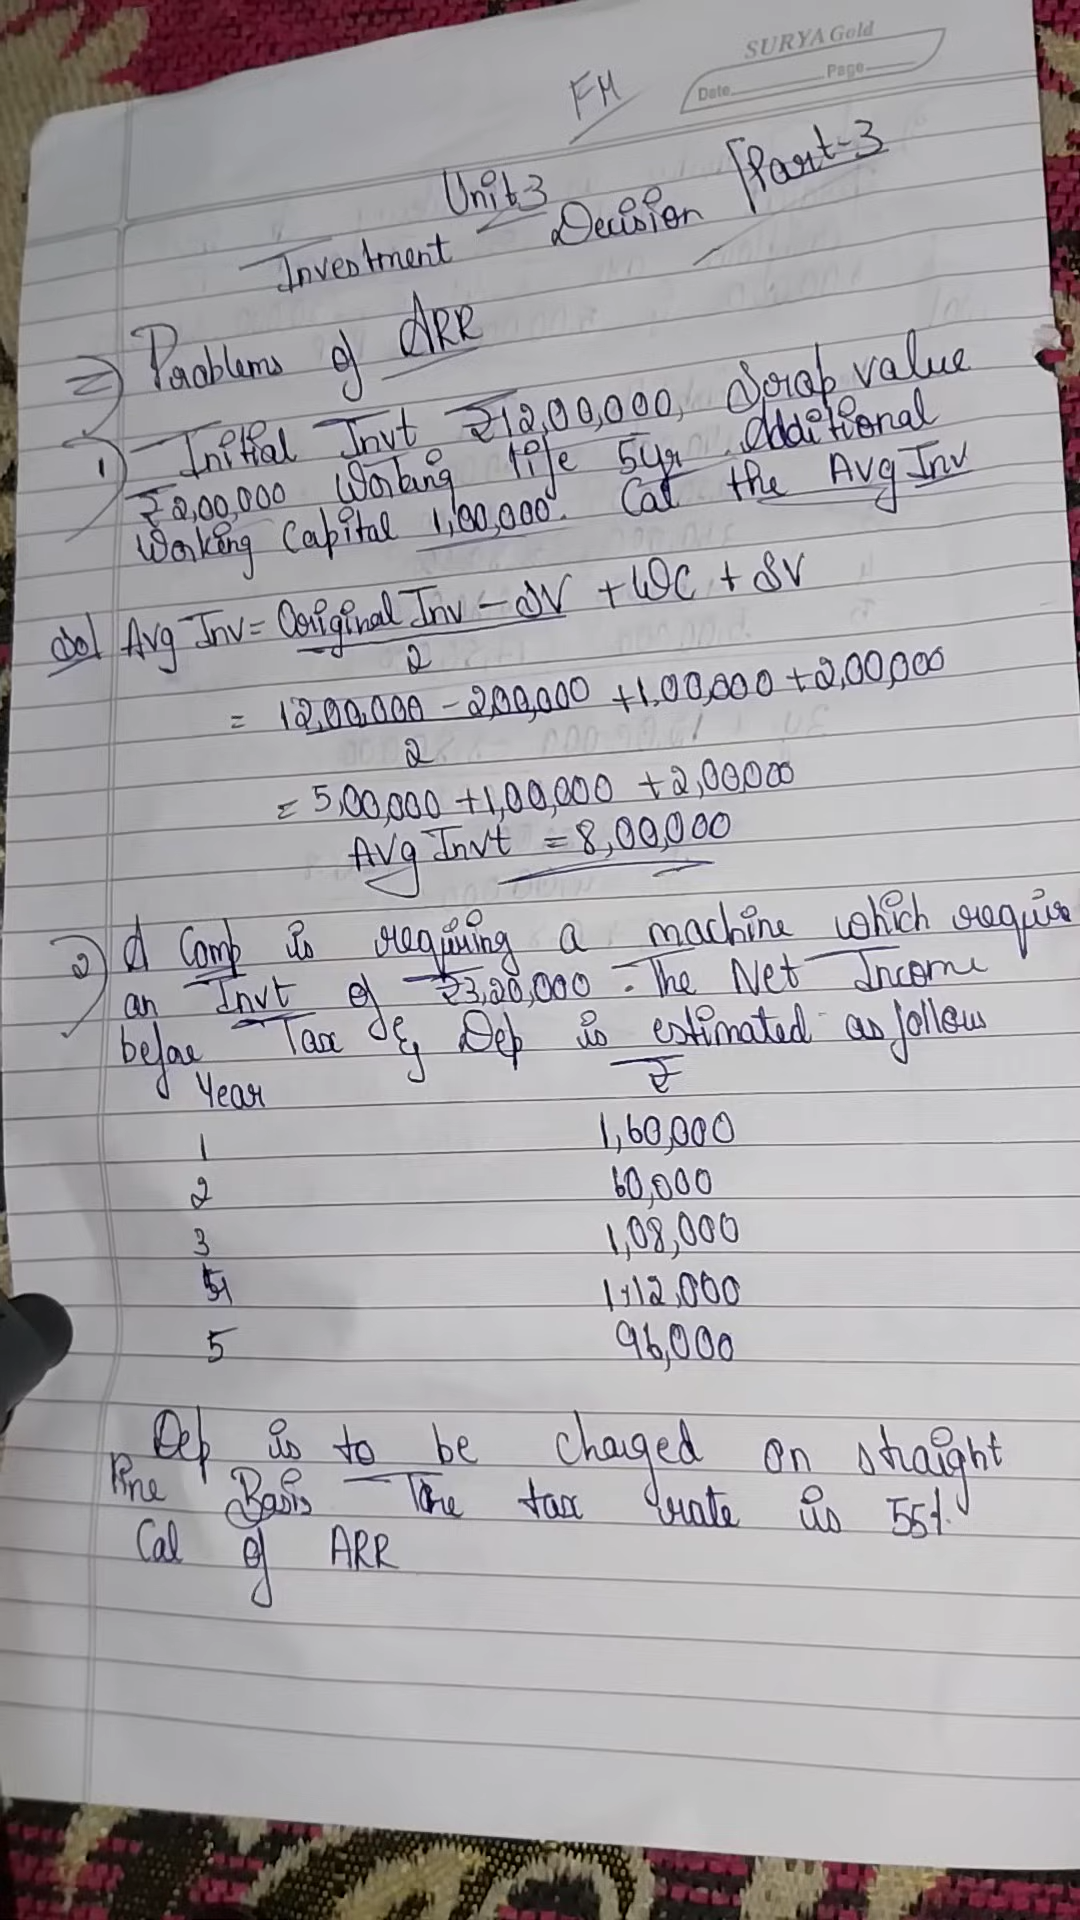 SURYA Gold
Date Page
FM
Unit 3
Investment Decision Part-3
Problems of ARR
1) Initial Invt ₹12,00,000, Scrap value
₹2,00,000 Working life 5yr. Additional
Working Capital 1,00,000. Cal the Avg Inv
Sol Avg Inv = Original Inv - SV + WC + SV
2
= 12,00,000 - 2,00,000 + 1,00,000 + 2,00,000
2
= 5,00,000 + 1,00,000 + 2,00,000
Avg Invt = 8,00,000
2) A Comp is requiring a machine which require
an Invt of ₹3,20,000. The Net Income
before Tax & Dep is estimated as follows
Year ₹
1 1,60,000
2 60,000
3 1,08,000
4 1,12,000
5 96,000
Dep is to be charged on straight
line Basis The tax rate is 55%.
Cal of ARR